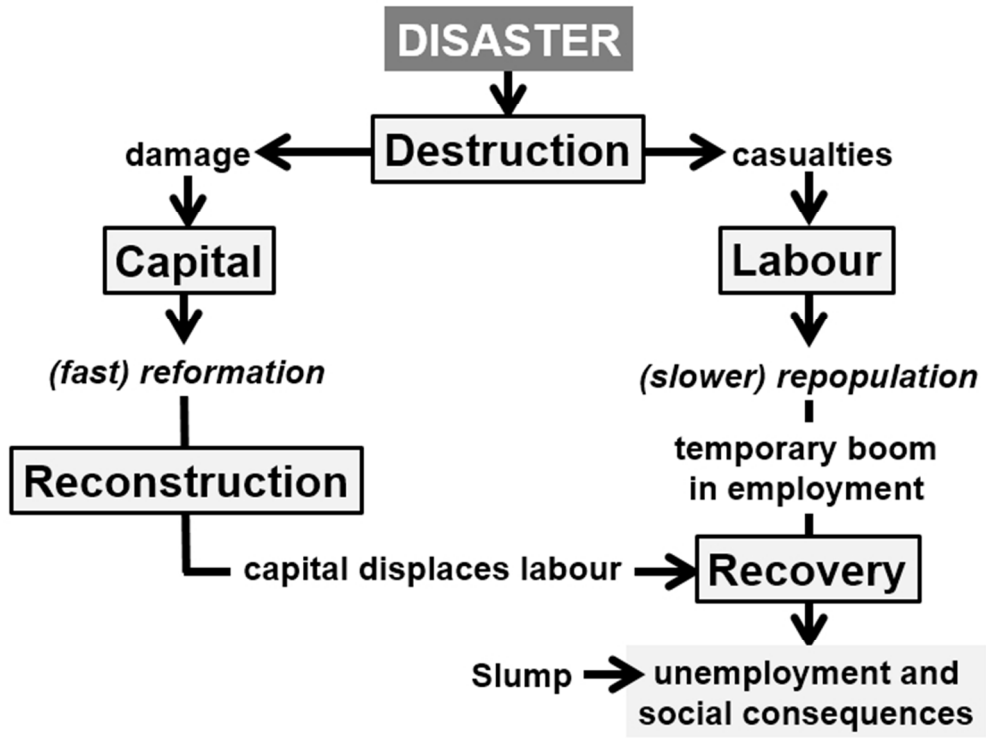 DISASTER
damage
Destruction
casualties
Capital
Labour
(fast) reformation
(slower) repopulation
temporary boom
in employment
Reconstruction
capital displaces labour
Recovery
Slump
unemployment and
social consequences